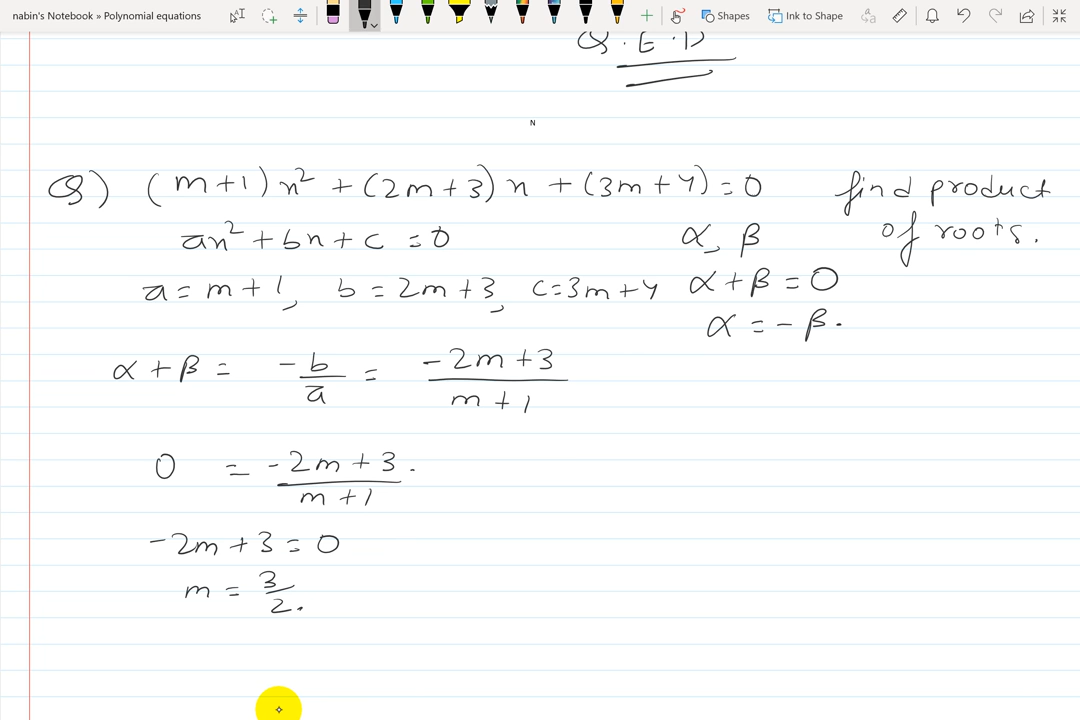 nabin's Notebook » Polynomial equations
Shapes Ink to Shape
Q.E.D
N
Q) (m+1)x² + (2m+3)x + (3m+4) = 0 find product
of roots.
ax² + bx + c = 0 α, β
a = m+1, b = 2m+3, c = 3m+4 α + β = 0
α = -β.
α + β = -b/a = -2m+3/m+1
0 = -2m+3/m+1.
-2m+3 = 0
m = 3/2.